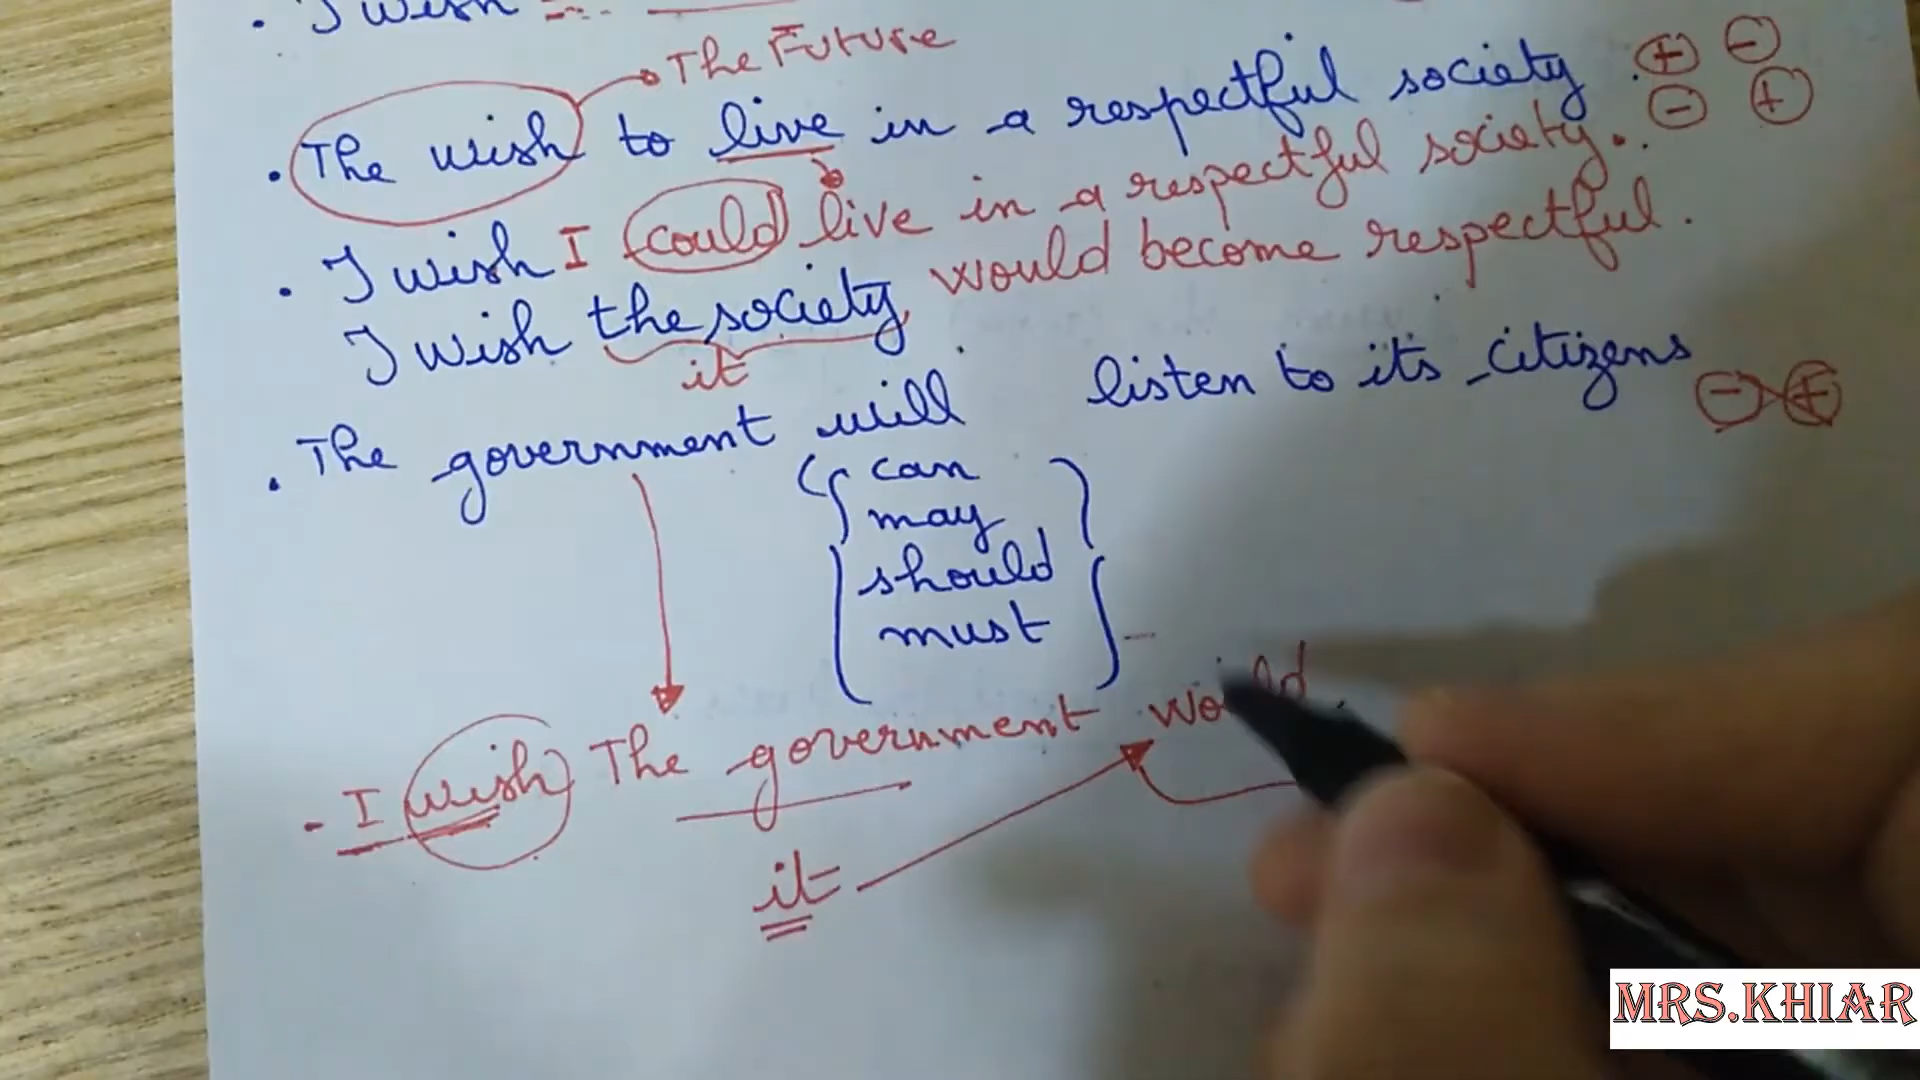 . I wish
The Future
. The wish to live in a respectful society . + -
. I wish I could live in a respectful society. . - +
I wish the society would become respectful .
it
. The government will listen to its citizens - +
can
may
should
must
- I wish The government would
it
MRS.KHIAR